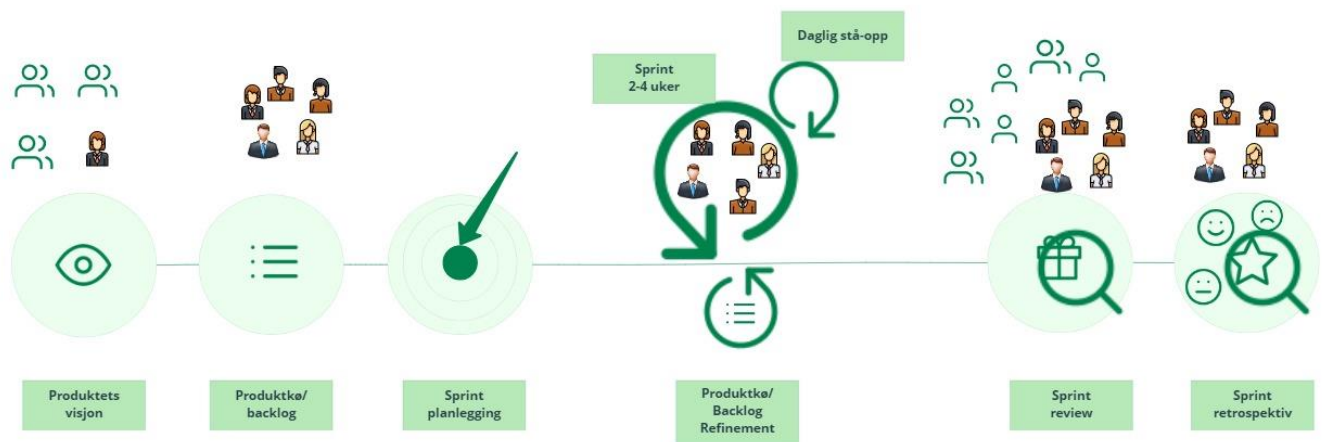 Daglig stå-opp
Sprint
2-4 uker
Produktets
visjon
Produktkø/
backlog
Sprint
planlegging
Produktkø/
Backlog
Refinement
Sprint
review
Sprint
retrospektiv